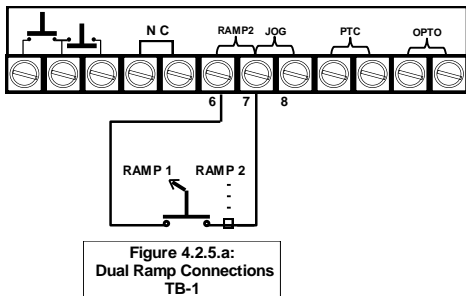 N C RAMP2 JOG PTC OPTO
6 7 8
RAMP 1 RAMP 2
Figure 4.2.5.a:
Dual Ramp Connections
TB-1